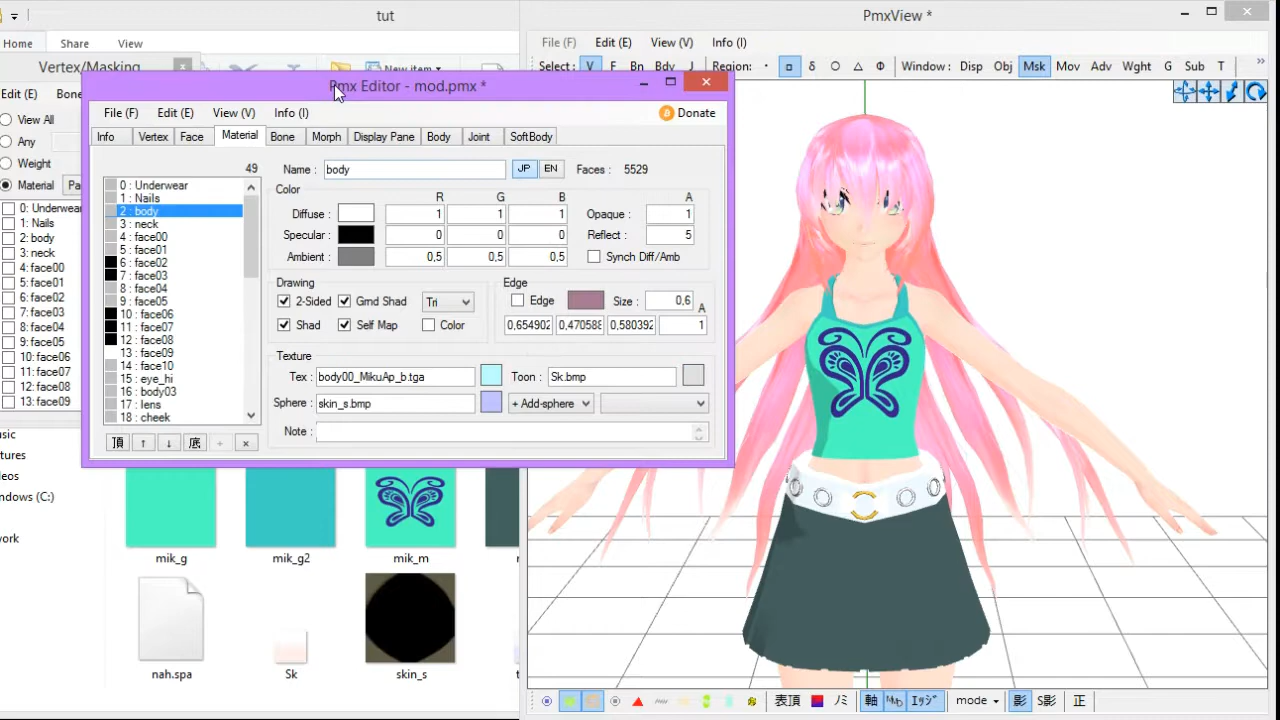 tut
PmxView *
Home Share View
File (F) Edit (E) View (V) Info (I)
Vertex/Masking
New item
Select: V F Bn Bdy J Region: Window: Disp Obj Msk Mov Adv Wght G Sub T
Pmx Editor - mod.pmx *
Edit (E) Bone
File (F) Edit (E) View (V) Info (I) Donate
View All
Any
Weight
Material
Info Vertex Face Material Bone Morph Display Pane Body Joint SoftBody
49
Name : body JP EN Faces : 5529
0: Underwear
1: Nails
2: body
3: neck
4: face00
5: face01
6: face02
7: face03
8: face04
9: face05
10: face06
11: face07
12: face08
13: face09
0 : Underwear
1 : Nails
2 : body
3 : neck
4 : face00
5 : face01
6 : face02
7 : face03
8 : face04
9 : face05
10 : face06
11 : face07
12 : face08
13 : face09
14 : face10
15 : eye_hi
16 : body03
17 : lens
18 : cheek
頂 ↑ ↓ 底 + ×
Color R G B A
Diffuse : 1 1 1 Opaque : 1
Specular : 0 0 0 Reflect : 5
Ambient : 0,5 0,5 0,5 Synch Diff/Amb
Drawing
2-Sided Grnd Shad Tri
Shad Self Map Color
Edge
Edge Size : 0,6 A
0,654902 0,470588 0,580392 1
Texture
Tex : body00_MikuAp_b.tga Toon : Sk.bmp
Sphere : skin_s.bmp + Add-sphere
Note :
mik_g mik_g2 mik_m
nah.spa Sk skin_s
表頂 ノミ 軸 エッジ mode 影 S影 正